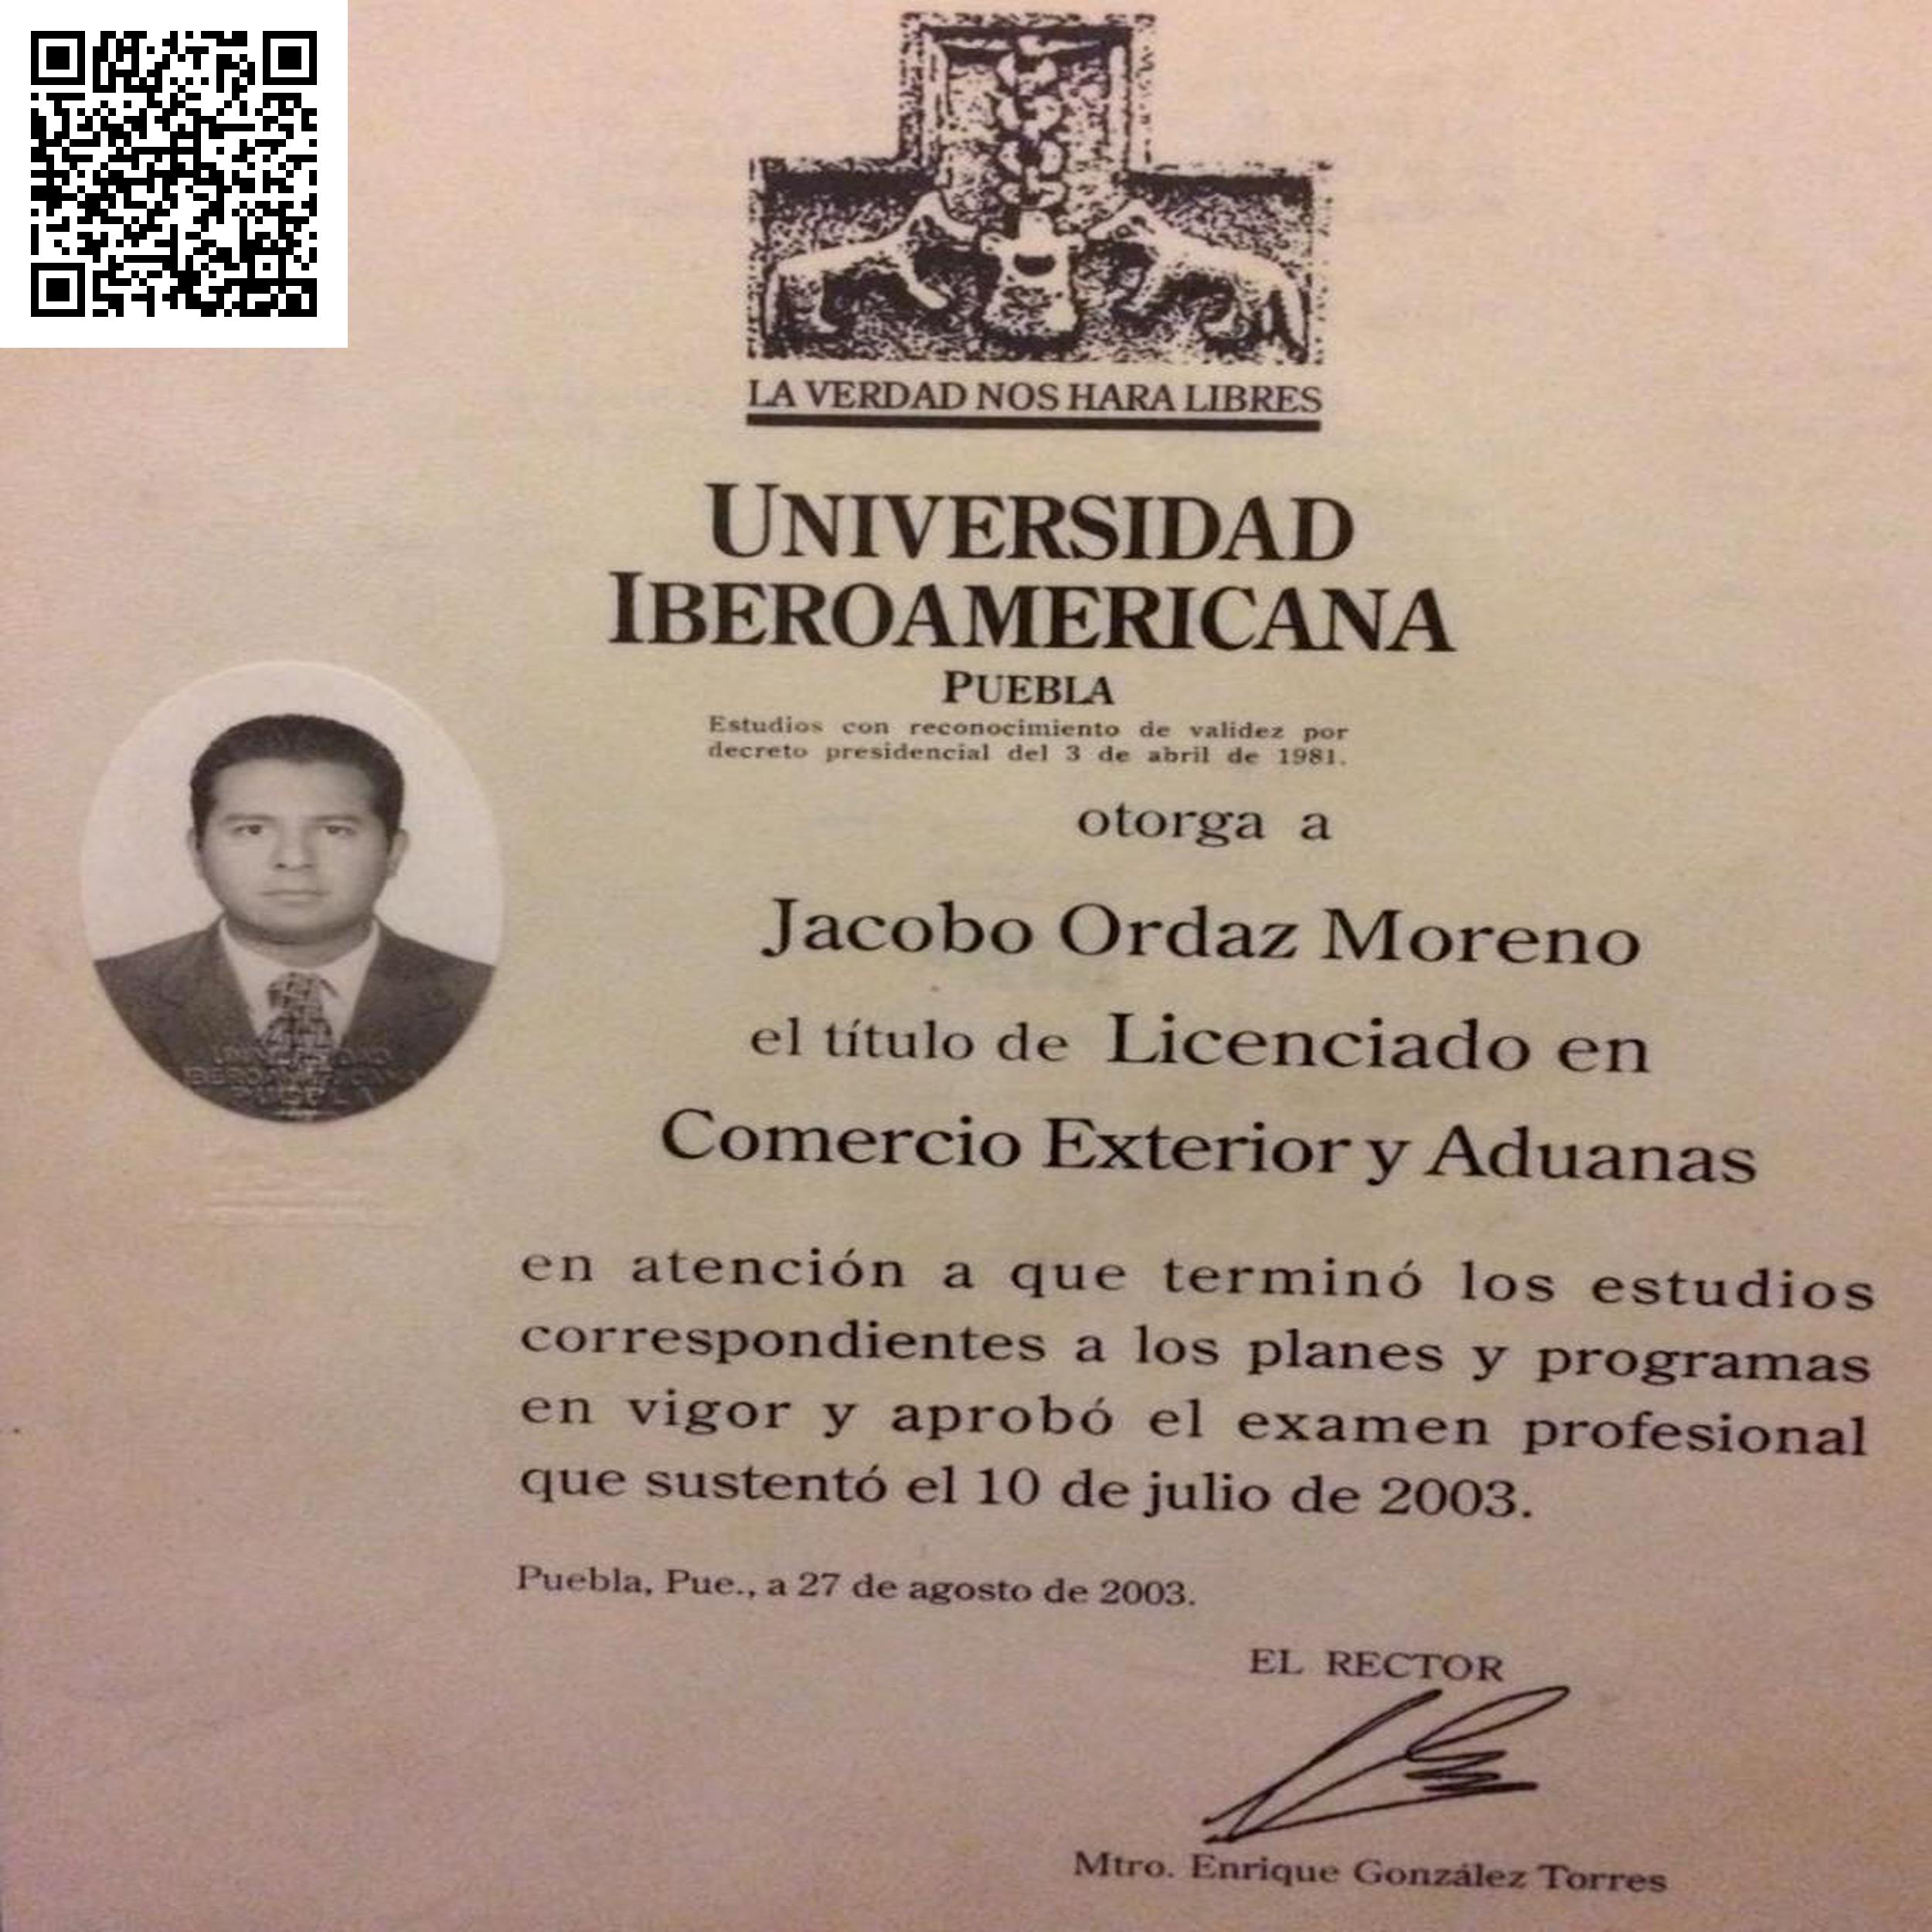 LA VERDAD NOS HARA LIBRES
UNIVERSIDAD
IBEROAMERICANA
PUEBLA
Estudios con reconocimiento de validez por
decreto presidencial del 3 de abril de 1981.
otorga a
Jacobo Ordaz Moreno
el título de Licenciado en
Comercio Exterior y Aduanas
UNIVERSIDAD
IBEROAMERICANA
PUEBLA
en atención a que terminó los estudios
correspondientes a los planes y programas
en vigor y aprobó el examen profesional
que sustentó el 10 de julio de 2003.
Puebla, Pue., a 27 de agosto de 2003.
EL RECTOR
Mtro. Enrique González Torres